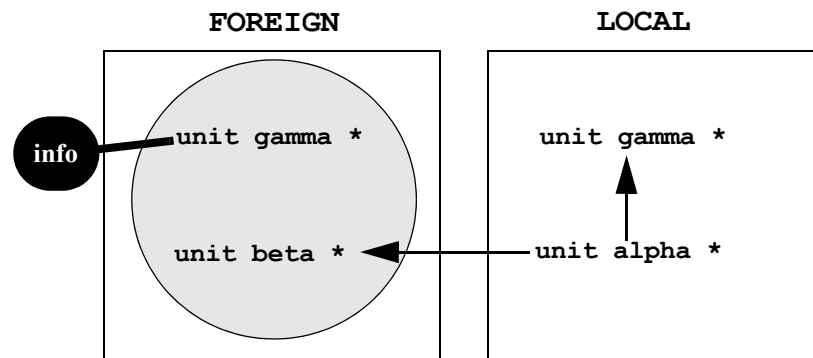 FOREIGN
LOCAL
info
unit gamma *
unit gamma *
unit beta *
unit alpha *